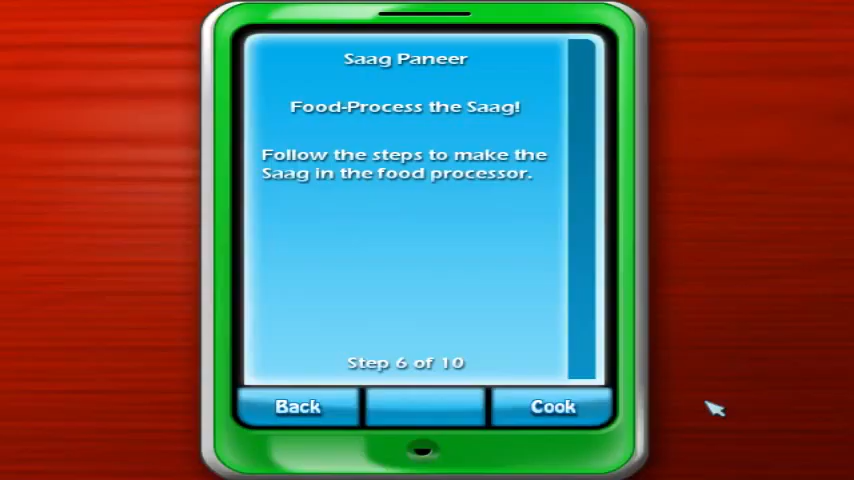 Saag Paneer
Food-Process the Saag!
Follow the steps to make the
Saag in the food processor.
Step 6 of 10
Back
Cook